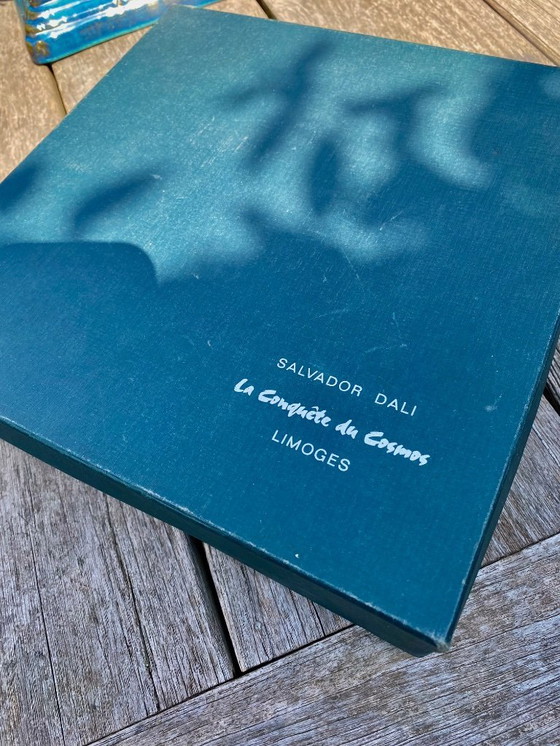 SALVADOR DALI
La Conquête du Cosmos
LIMOGES